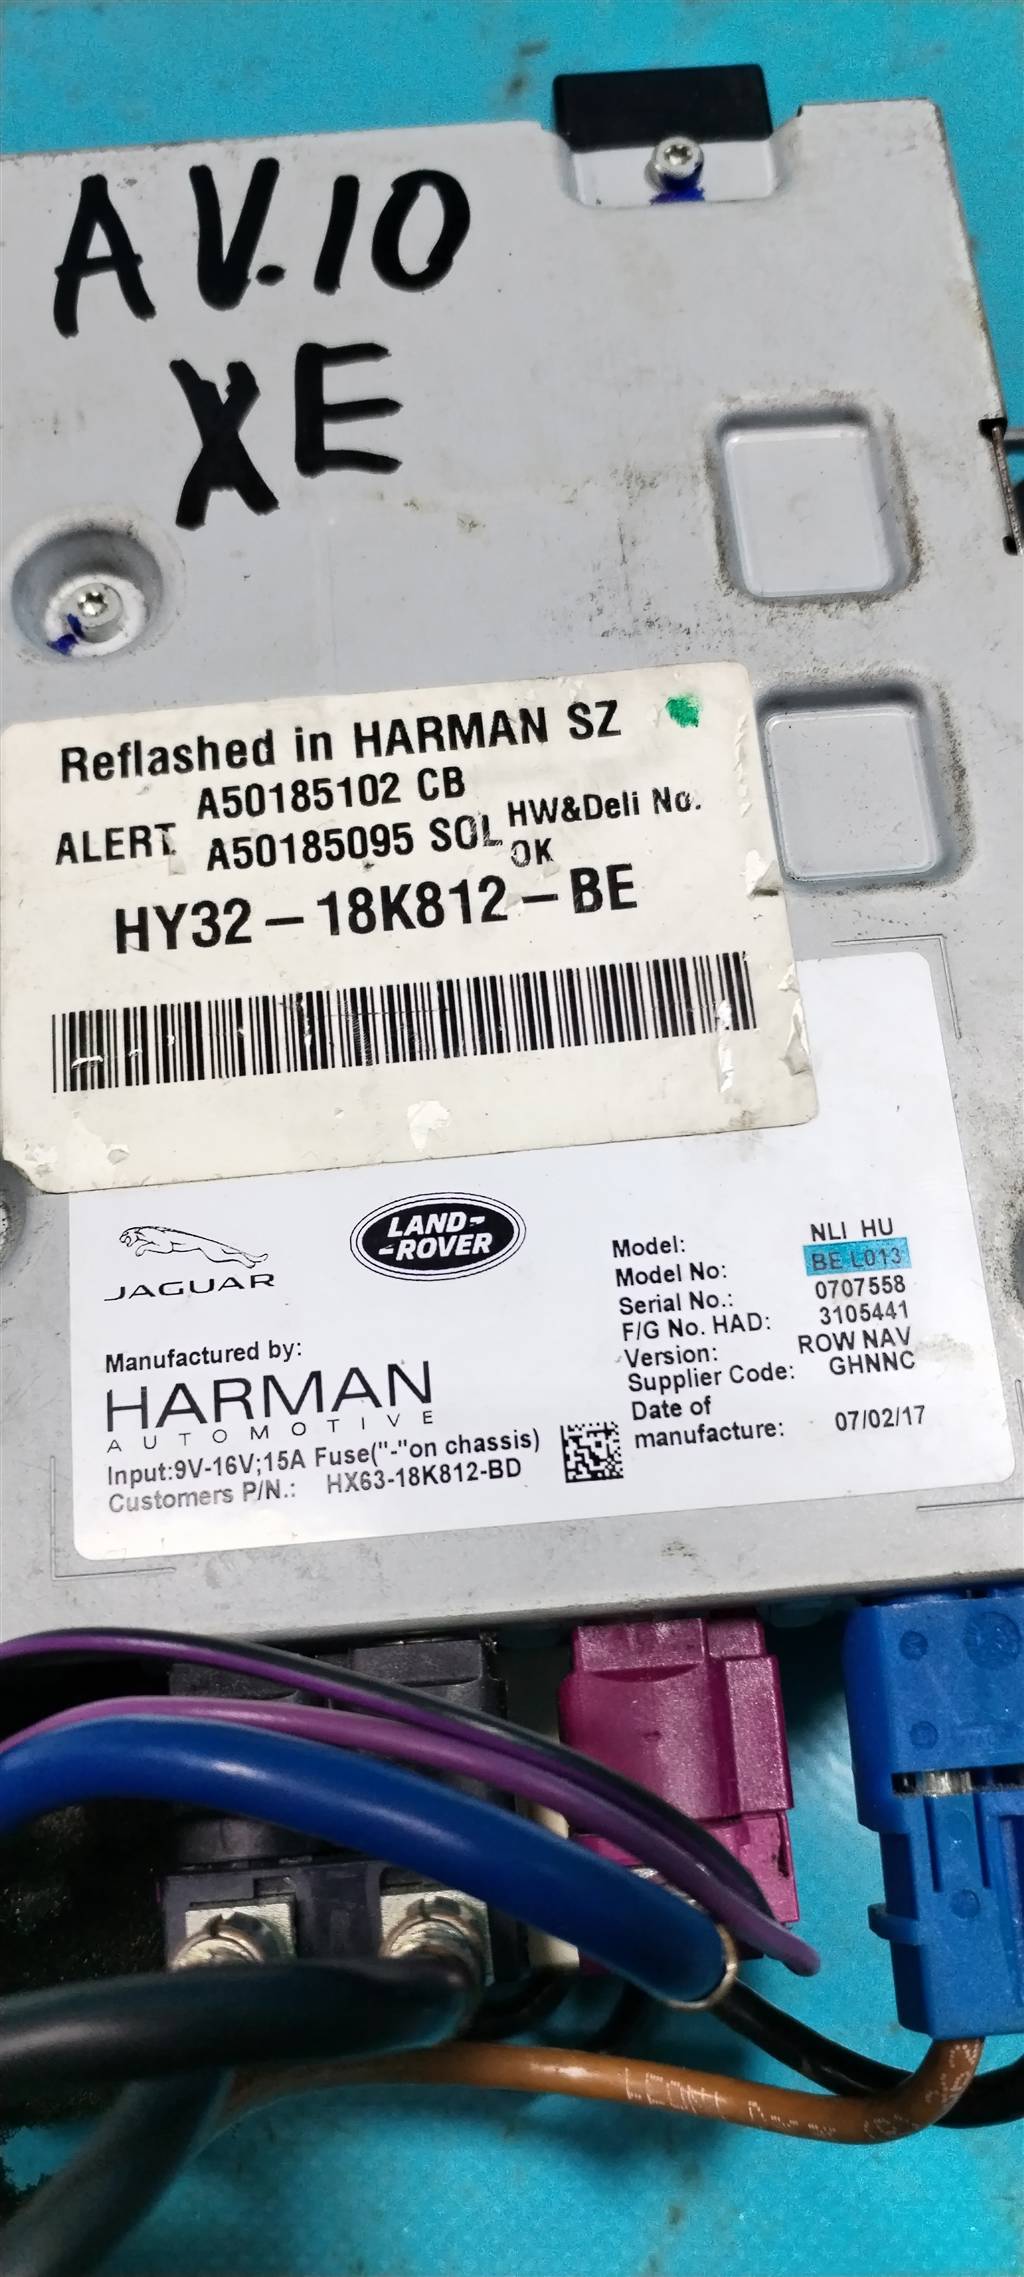 AV.10
XE
Reflashed in HARMAN SZ
A50185102 CB
ALERT A50185095 SOL HW&Deli No.
OK
HY32-18K812-BE
JAGUAR
LAND-
-ROVER
Model: NLI HU
Model No: BE L013
Serial No.: 0707558
F/G No. HAD: 3105441
Version: ROW NAV
Supplier Code: GHNNC
Date of
manufacture: 07/02/17
Manufactured by:
HARMAN
AUTOMOTIVE
Input:9V-16V;15A Fuse("-"on chassis)
Customers P/N.: HX63-18K812-BD